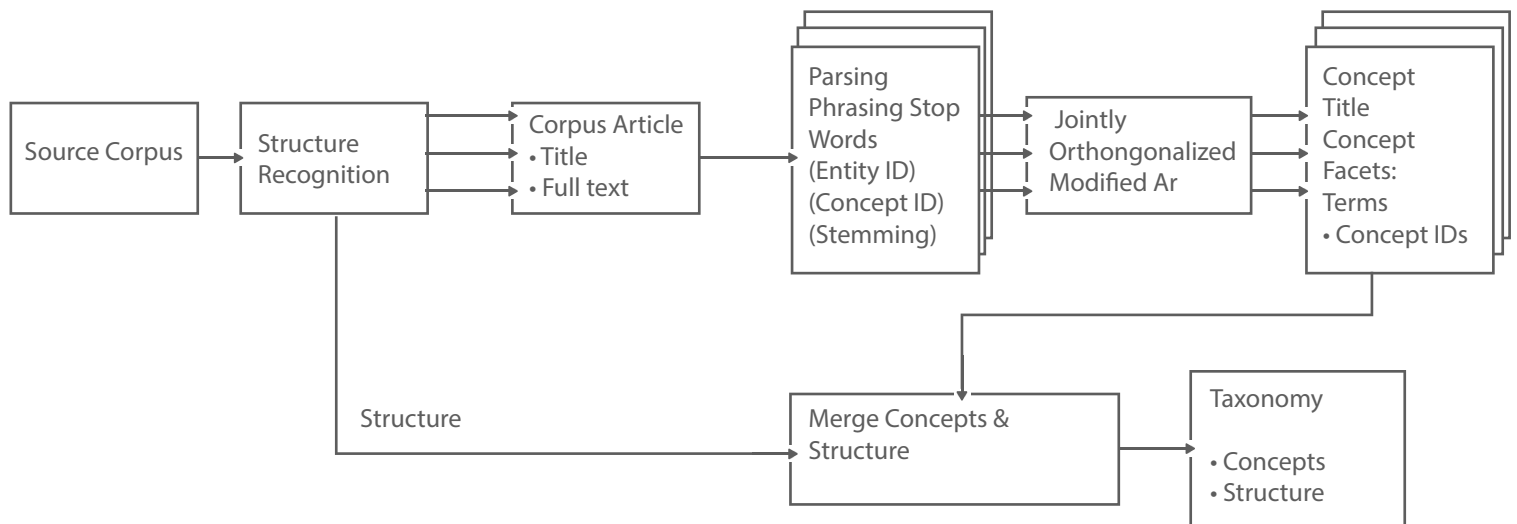 Source Corpus
Structure
Recognition
Corpus Article
• Title
• Full text
Parsing
Phrasing Stop
Words
(Entity ID)
(Concept ID)
(Stemming)
Jointly
Orthongonalized
Modified Ar
Concept
Title
Concept
Facets:
Terms
• Concept IDs
Structure
Merge Concepts &
Structure
Taxonomy
• Concepts
• Structure